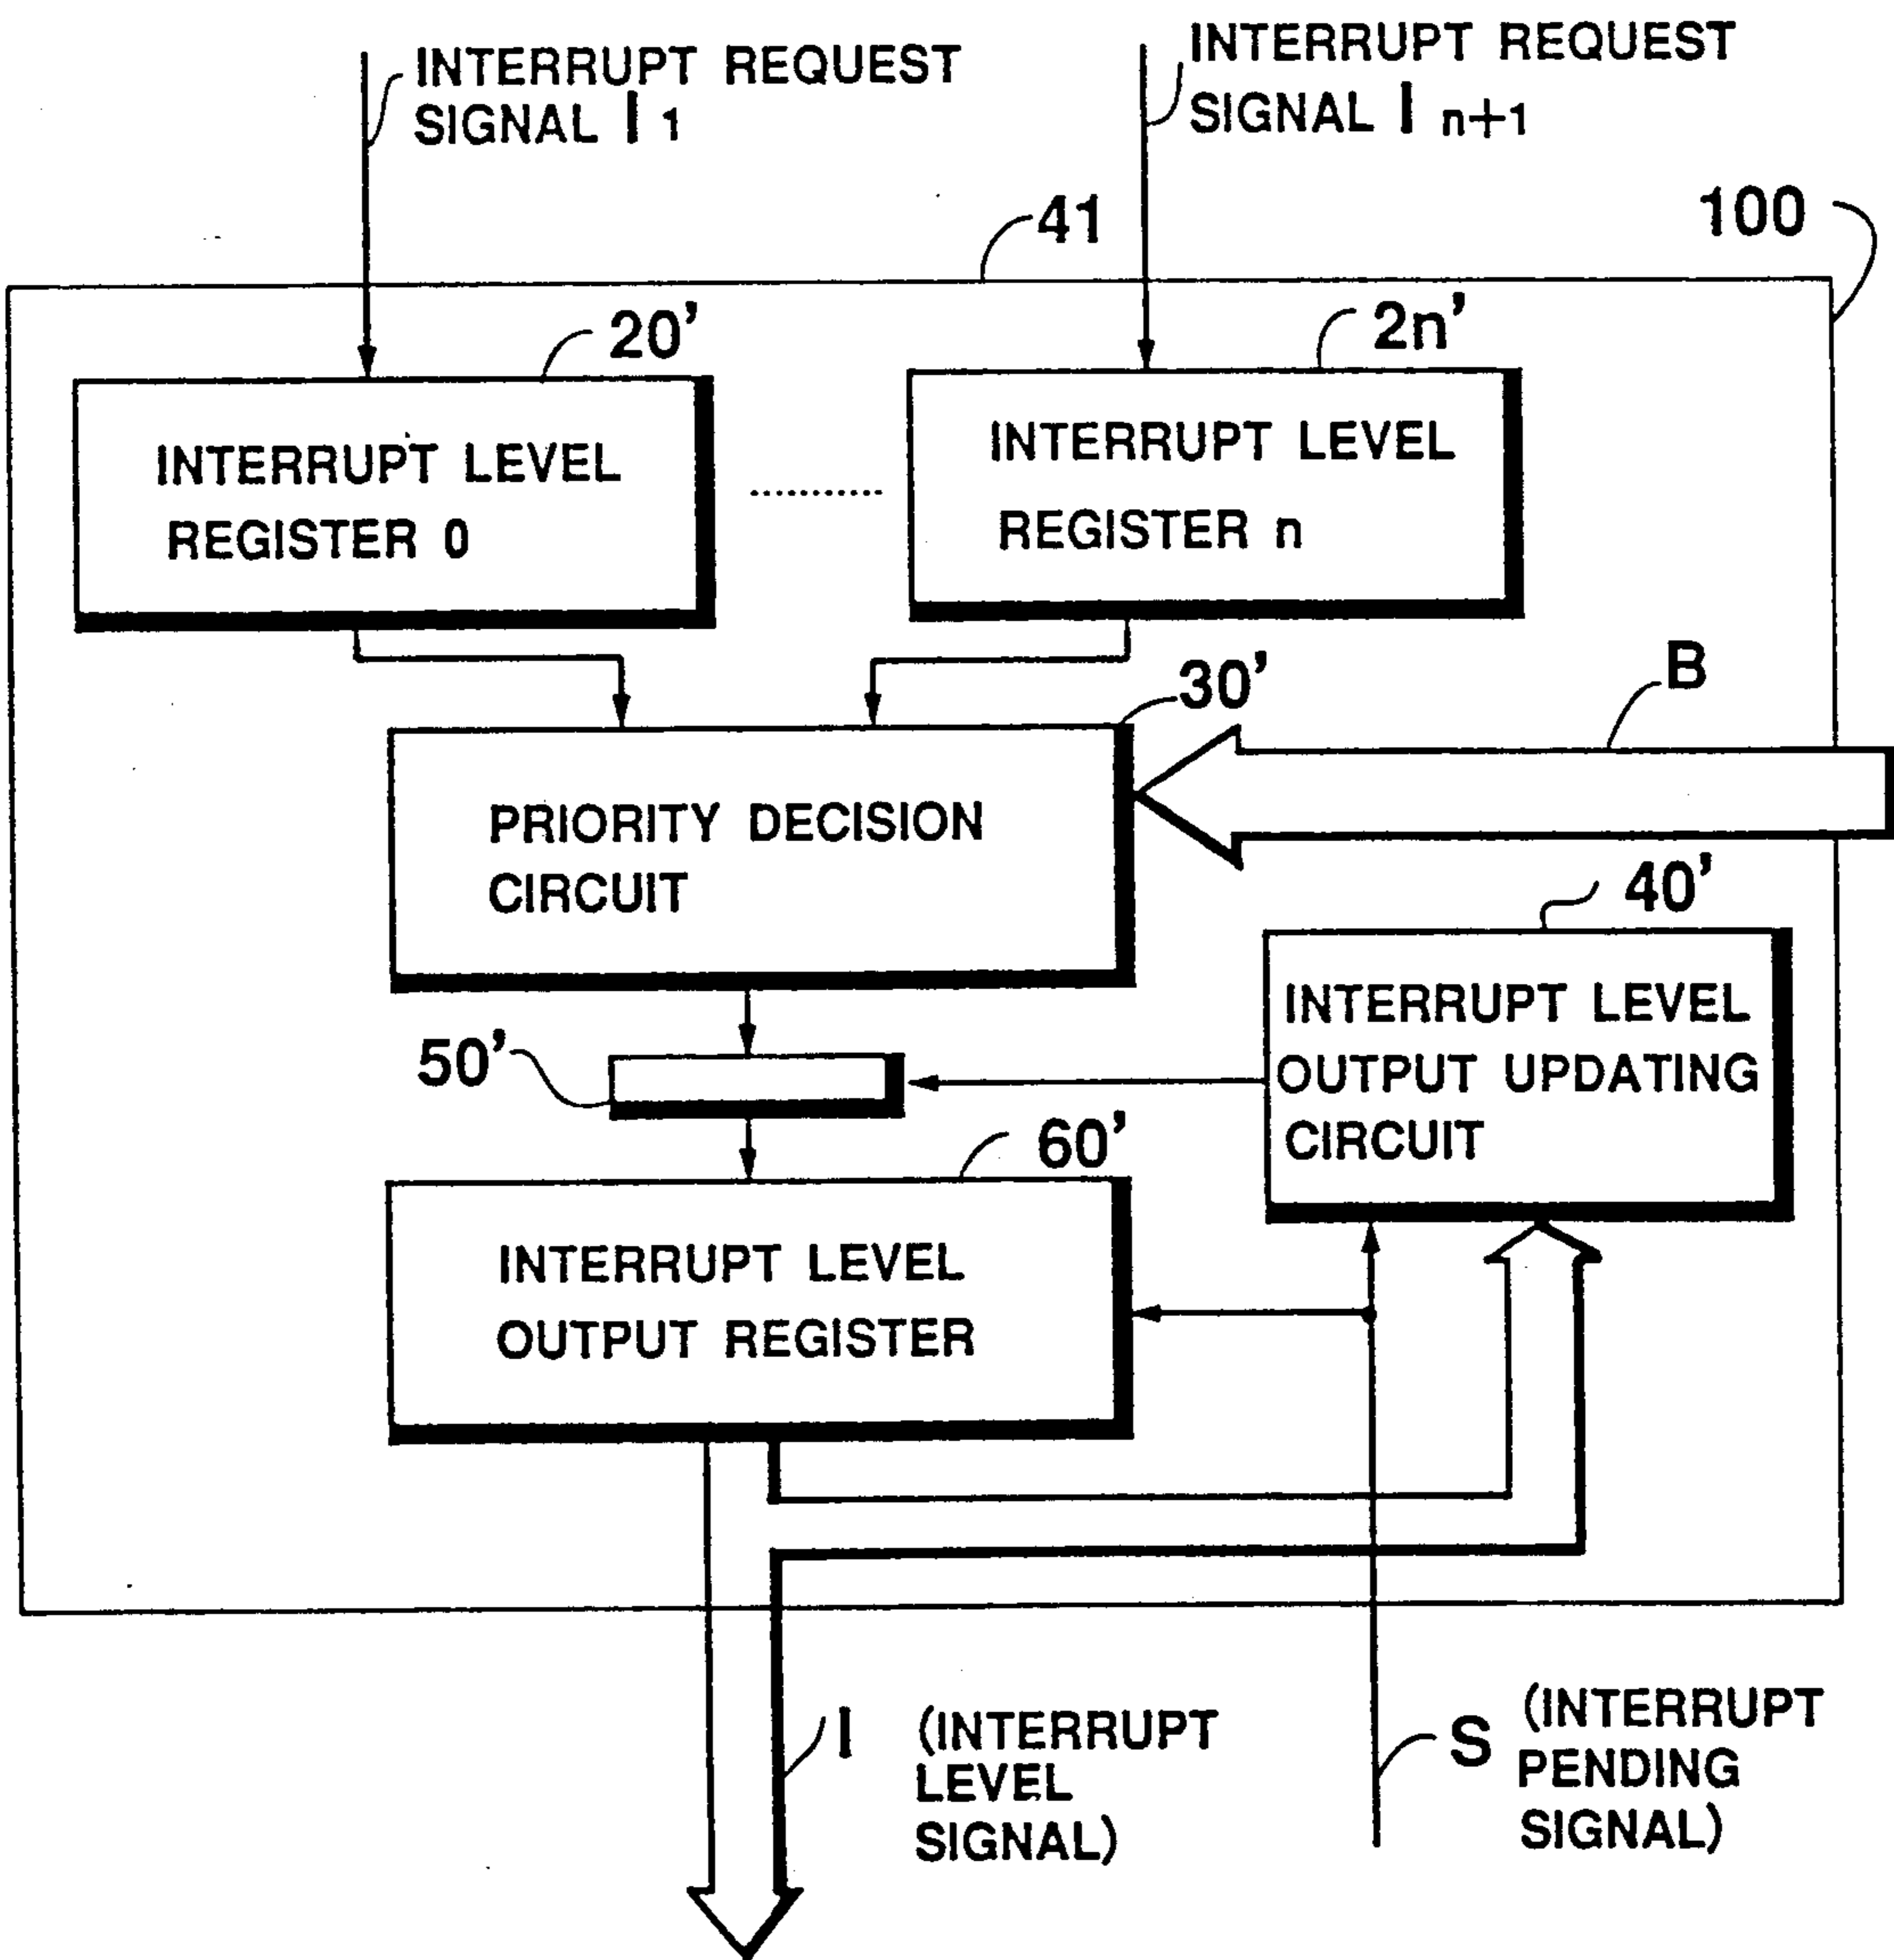 INTERRUPT REQUEST
SIGNAL I 1
INTERRUPT REQUEST
SIGNAL I n+1
41
100
20'
2n'
INTERRUPT LEVEL
REGISTER 0
INTERRUPT LEVEL
REGISTER n
30'
B
PRIORITY DECISION
CIRCUIT
40'
INTERRUPT LEVEL
OUTPUT UPDATING
CIRCUIT
50'
60'
INTERRUPT LEVEL
OUTPUT REGISTER
I (INTERRUPT
LEVEL
SIGNAL)
S (INTERRUPT
PENDING
SIGNAL)